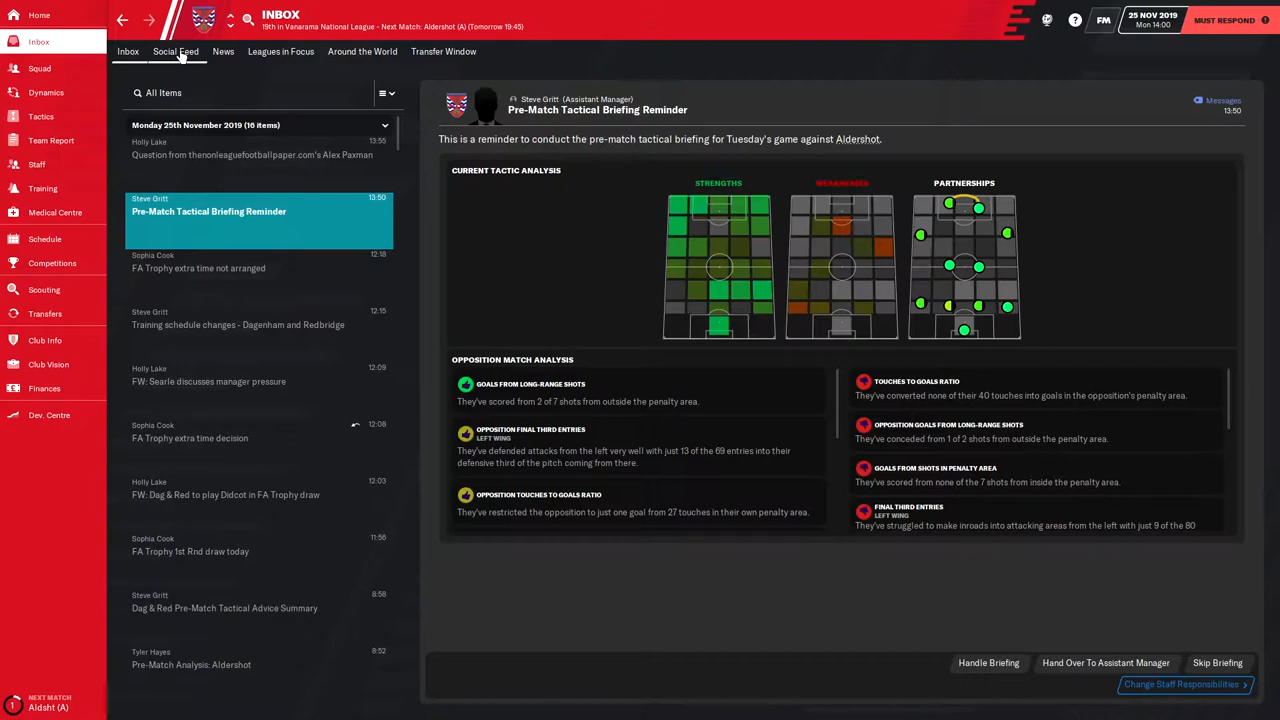 Home
Inbox
Squad
Dynamics
Tactics
Team Report
Staff
Training
Medical Centre
Schedule
Competitions
Scouting
Transfers
Club Info
Club Vision
Finances
Dev. Centre
1
NEXT MATCH
Aldsht (A)
INBOX
19th in Vanarama National League - Next Match: Aldershot (A) (Tomorrow 19:45)
?
FM
25 NOV 2019
Mon 14:00
MUST RESPOND
Inbox
Social Feed
News
Leagues in Focus
Around the World
Transfer Window
All Items
Monday 25th November 2019 (16 items)
Holly Lake 13:55
Question from thenonleaguefootballpaper.com's Alex Paxman
Steve Gritt 13:50
Pre-Match Tactical Briefing Reminder
Sophia Cook 12:18
FA Trophy extra time not arranged
Steve Gritt 12:15
Training schedule changes - Dagenham and Redbridge
Holly Lake 12:09
FW: Searle discusses manager pressure
Sophia Cook 12:08
FA Trophy extra time decision
Holly Lake 12:03
FW: Dag & Red to play Didcot in FA Trophy draw
Sophia Cook 11:56
FA Trophy 1st Rnd draw today
Steve Gritt 8:58
Dag & Red Pre-Match Tactical Advice Summary
Tyler Hayes 8:52
Pre-Match Analysis: Aldershot
Steve Gritt (Assistant Manager)
Pre-Match Tactical Briefing Reminder
Messages
13:50
This is a reminder to conduct the pre-match tactical briefing for Tuesday's game against Aldershot.
CURRENT TACTIC ANALYSIS
STRENGTHS
WEAKNESSES
PARTNERSHIPS
OPPOSITION MATCH ANALYSIS
GOALS FROM LONG-RANGE SHOTS
They've scored from 2 of 7 shots from outside the penalty area.
OPPOSITION FINAL THIRD ENTRIES
LEFT WING
They've defended attacks from the left very well with just 13 of the 69 entries into their
defensive third of the pitch coming from there.
OPPOSITION TOUCHES TO GOALS RATIO
They've restricted the opposition to just one goal from 27 touches in their own penalty area.
TOUCHES TO GOALS RATIO
They've converted none of their 40 touches into goals in the opposition's penalty area.
OPPOSITION GOALS FROM LONG-RANGE SHOTS
They've conceded from 1 of 2 shots from outside the penalty area.
GOALS FROM SHOTS IN PENALTY AREA
They've scored from none of the 7 shots from inside the penalty area.
FINAL THIRD ENTRIES
LEFT WING
They've struggled to make inroads into attacking areas from the left with just 9 of the 80
Handle Briefing
Hand Over To Assistant Manager
Skip Briefing
Change Staff Responsibilities